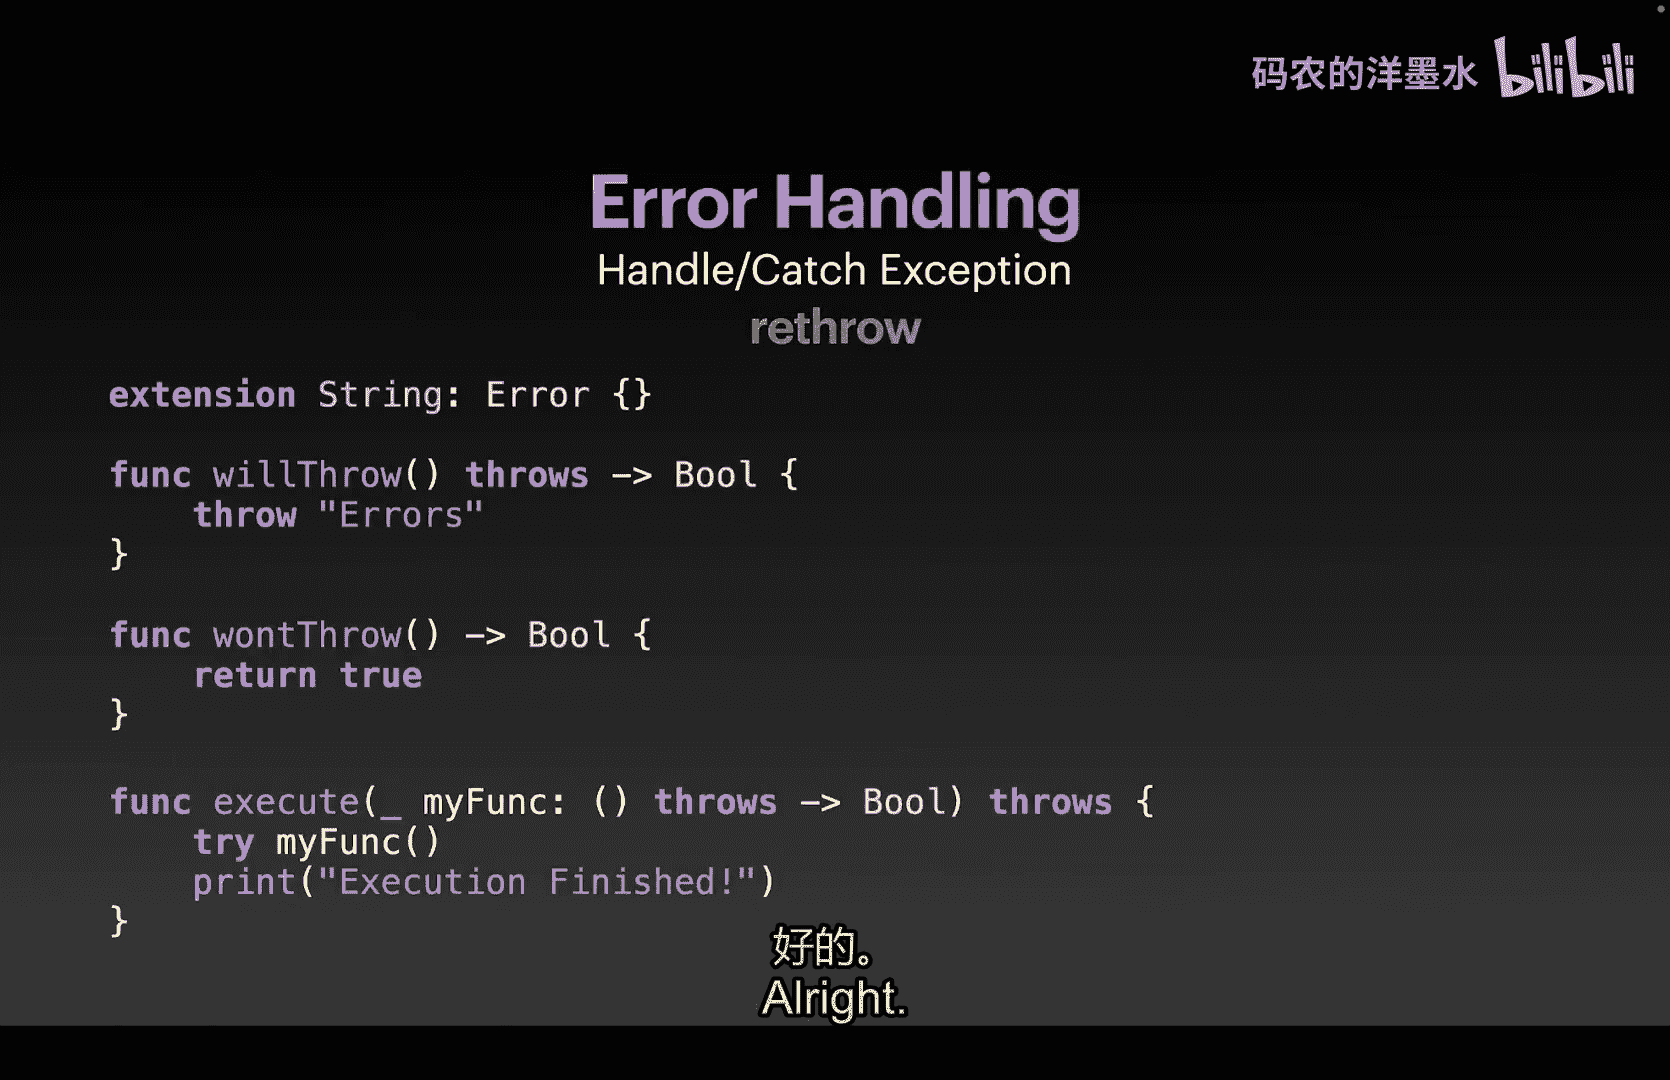 码农的洋墨水 bilibili
Error Handling
Handle/Catch Exception
rethrow
extension String: Error {}
func willThrow() throws -> Bool {
    throw "Errors"
}
func wontThrow() -> Bool {
    return true
}
func execute(_ myFunc: () throws -> Bool) throws {
    try myFunc()
    print("Execution Finished!")
}
好的。
Alright.